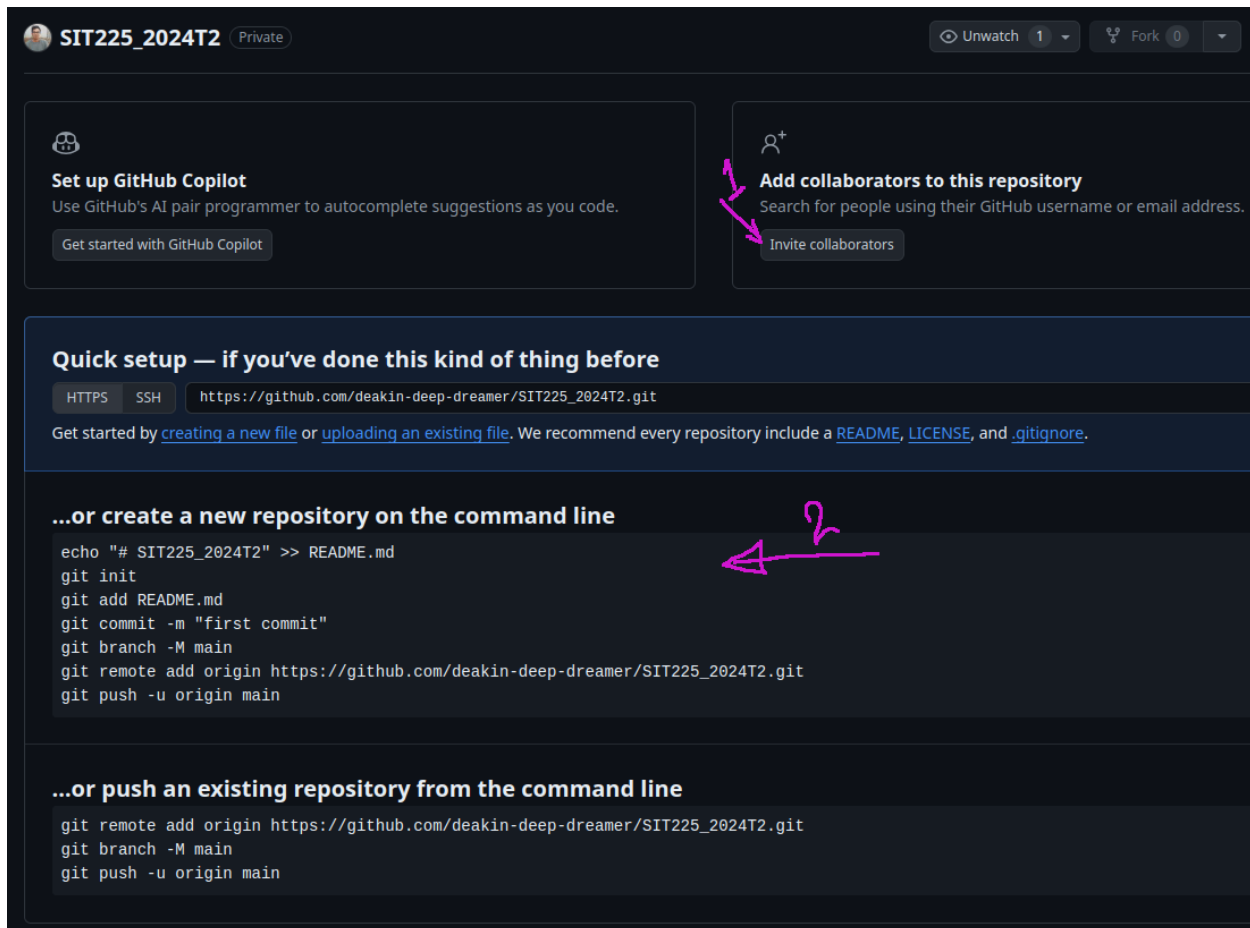 SIT225_2024T2 Private Unwatch 1 Fork 0
Set up GitHub Copilot
Use GitHub's AI pair programmer to autocomplete suggestions as you code.
Get started with GitHub Copilot
1
Add collaborators to this repository
Search for people using their GitHub username or email address.
Invite collaborators
Quick setup — if you’ve done this kind of thing before
HTTPS SSH https://github.com/deakin-deep-dreamer/SIT225_2024T2.git
Get started by creating a new file or uploading an existing file. We recommend every repository include a README, LICENSE, and .gitignore.
…or create a new repository on the command line
2
echo "# SIT225_2024T2" >> README.md
git init
git add README.md
git commit -m "first commit"
git branch -M main
git remote add origin https://github.com/deakin-deep-dreamer/SIT225_2024T2.git
git push -u origin main
…or push an existing repository from the command line
git remote add origin https://github.com/deakin-deep-dreamer/SIT225_2024T2.git
git branch -M main
git push -u origin main